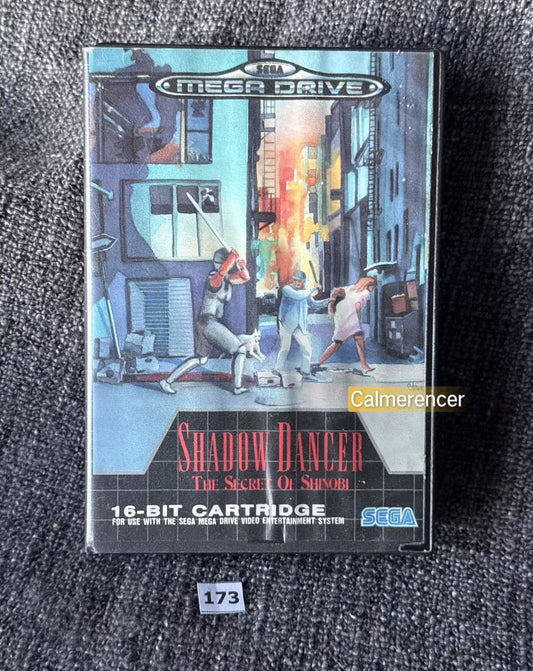 SEGA
MEGA DRIVE
Calmerencer
SHADOW DANCER
THE SECRET OF SHINOBI
16-BIT CARTRIDGE
FOR USE WITH THE SEGA MEGA DRIVE VIDEO ENTERTAINMENT SYSTEM
SEGA
173